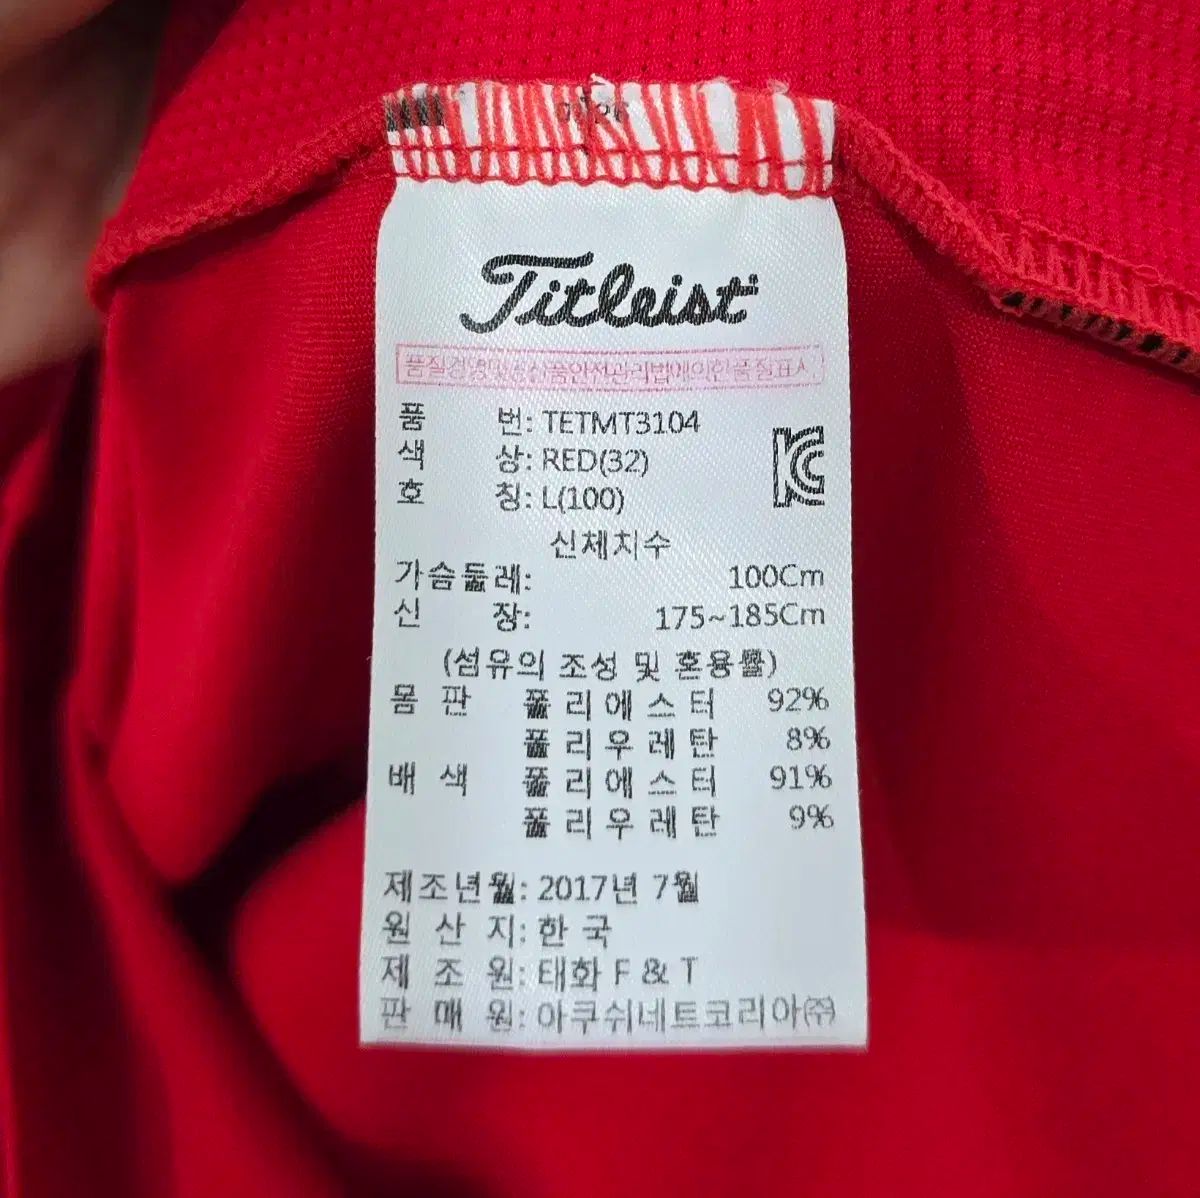 Titleist
품질경영및공산품안전관리법에의한품질표시
품 번: TETMT3104
색 상: RED(32)
호 칭: L(100)
신체치수
가슴둘레: 100Cm
신 장: 175~185Cm
(섬유의 조성 및 혼용률)
몸 판 폴리에스터 92%
폴리우레탄 8%
배 색 폴리에스터 91%
폴리우레탄 9%
제조년월: 2017년 7월
원 산 지: 한 국
제 조 원: 태화 F & T
판 매 원: 아쿠쉬네트코리아(주)